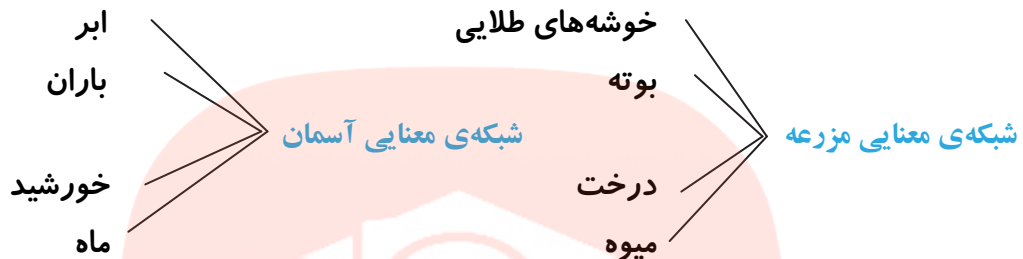 خوشه‌های طلایی
بوته
شبکه‌ی معنایی مزرعه
درخت
میوه
ابر
باران
شبکه‌ی معنایی آسمان
خورشید
ماه